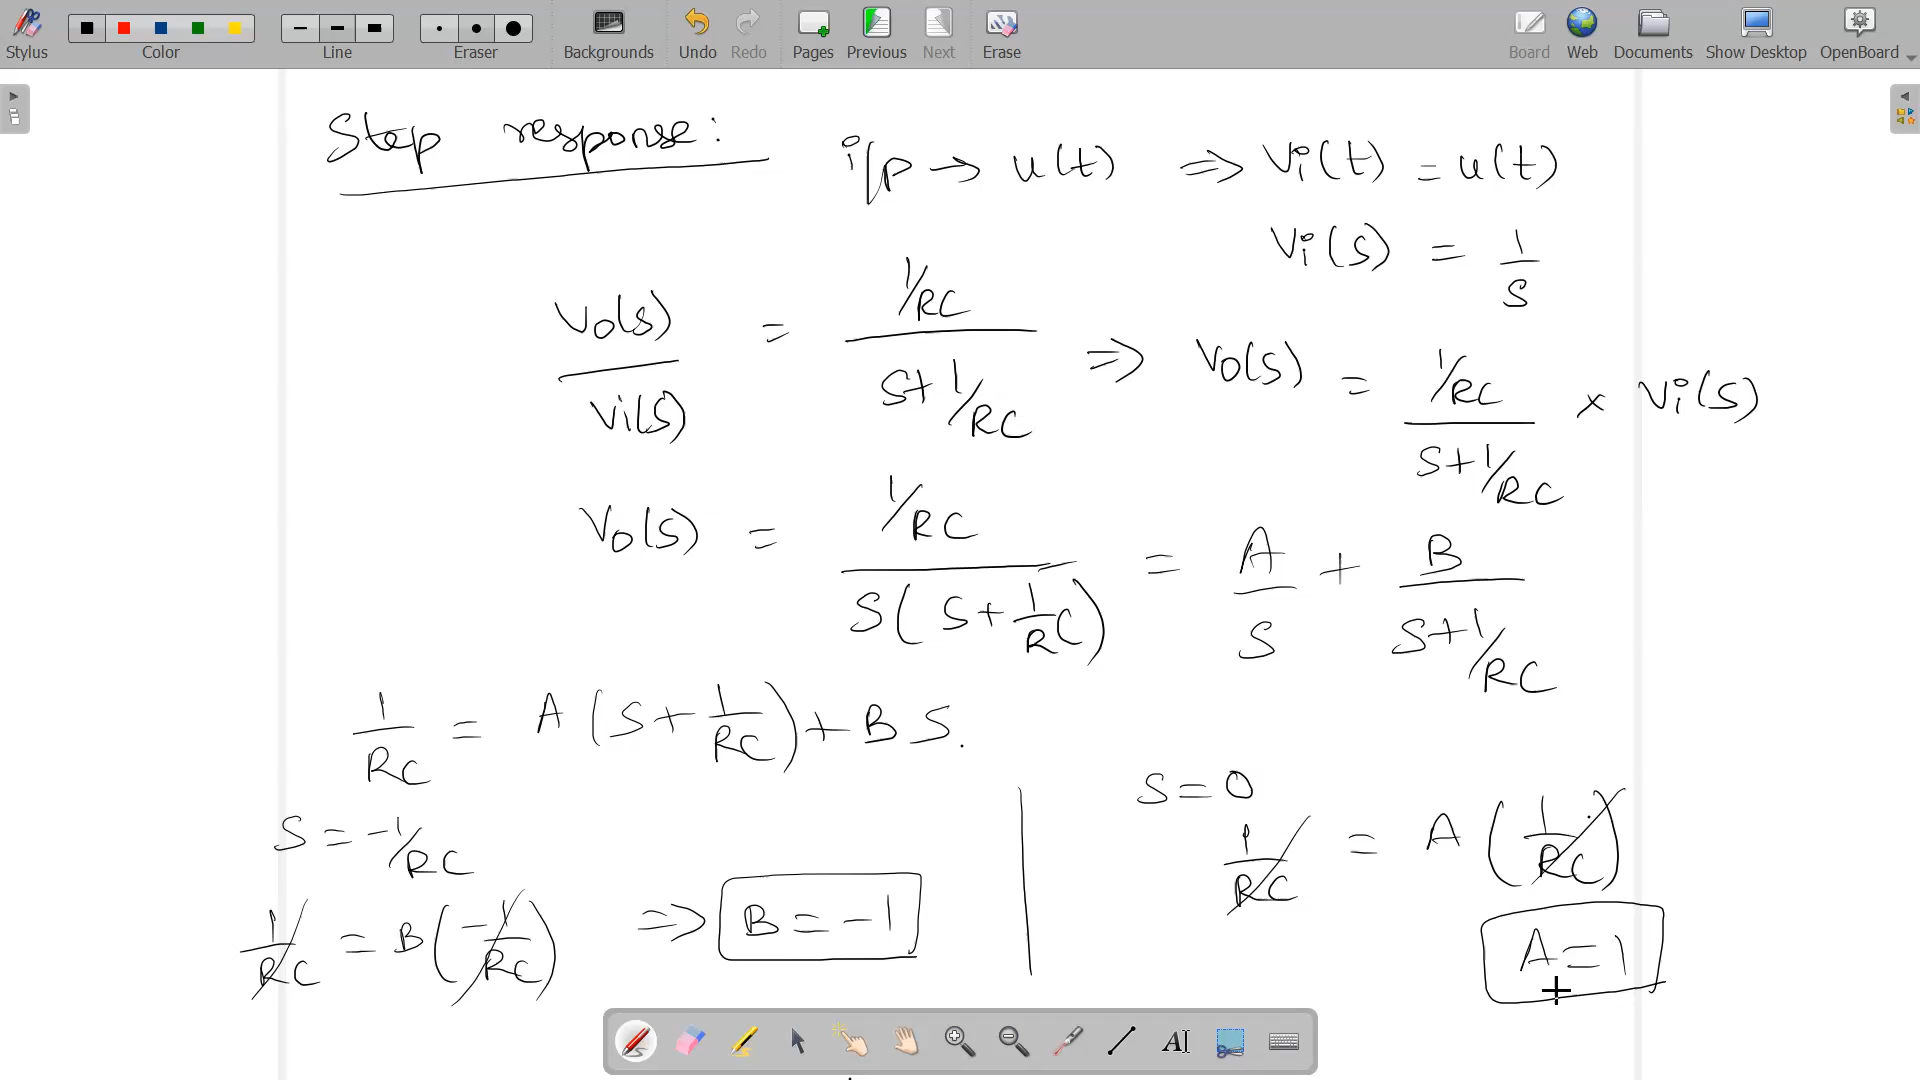 Stylus Color Line Eraser Backgrounds Undo Redo Pages Previous Next Erase Board Web Documents Show Desktop OpenBoard
Step response: i/p → u(t) ⇒ Vi(t) = u(t)
Vi(s) = 1/s
Vo(s)/Vi(s) = (1/RC)/(s+1/RC) ⇒ Vo(s) = (1/RC)/(s+1/RC) × Vi(s)
Vo(s) = (1/RC)/(s(s+1/RC)) = A/s + B/(s+1/RC)
1/RC = A(s+1/RC)+BS.
S = -1/RC
1/RC = B(-1/RC) ⇒ B = -1
S = 0
1/RC = A(1/RC)
A = 1
AI